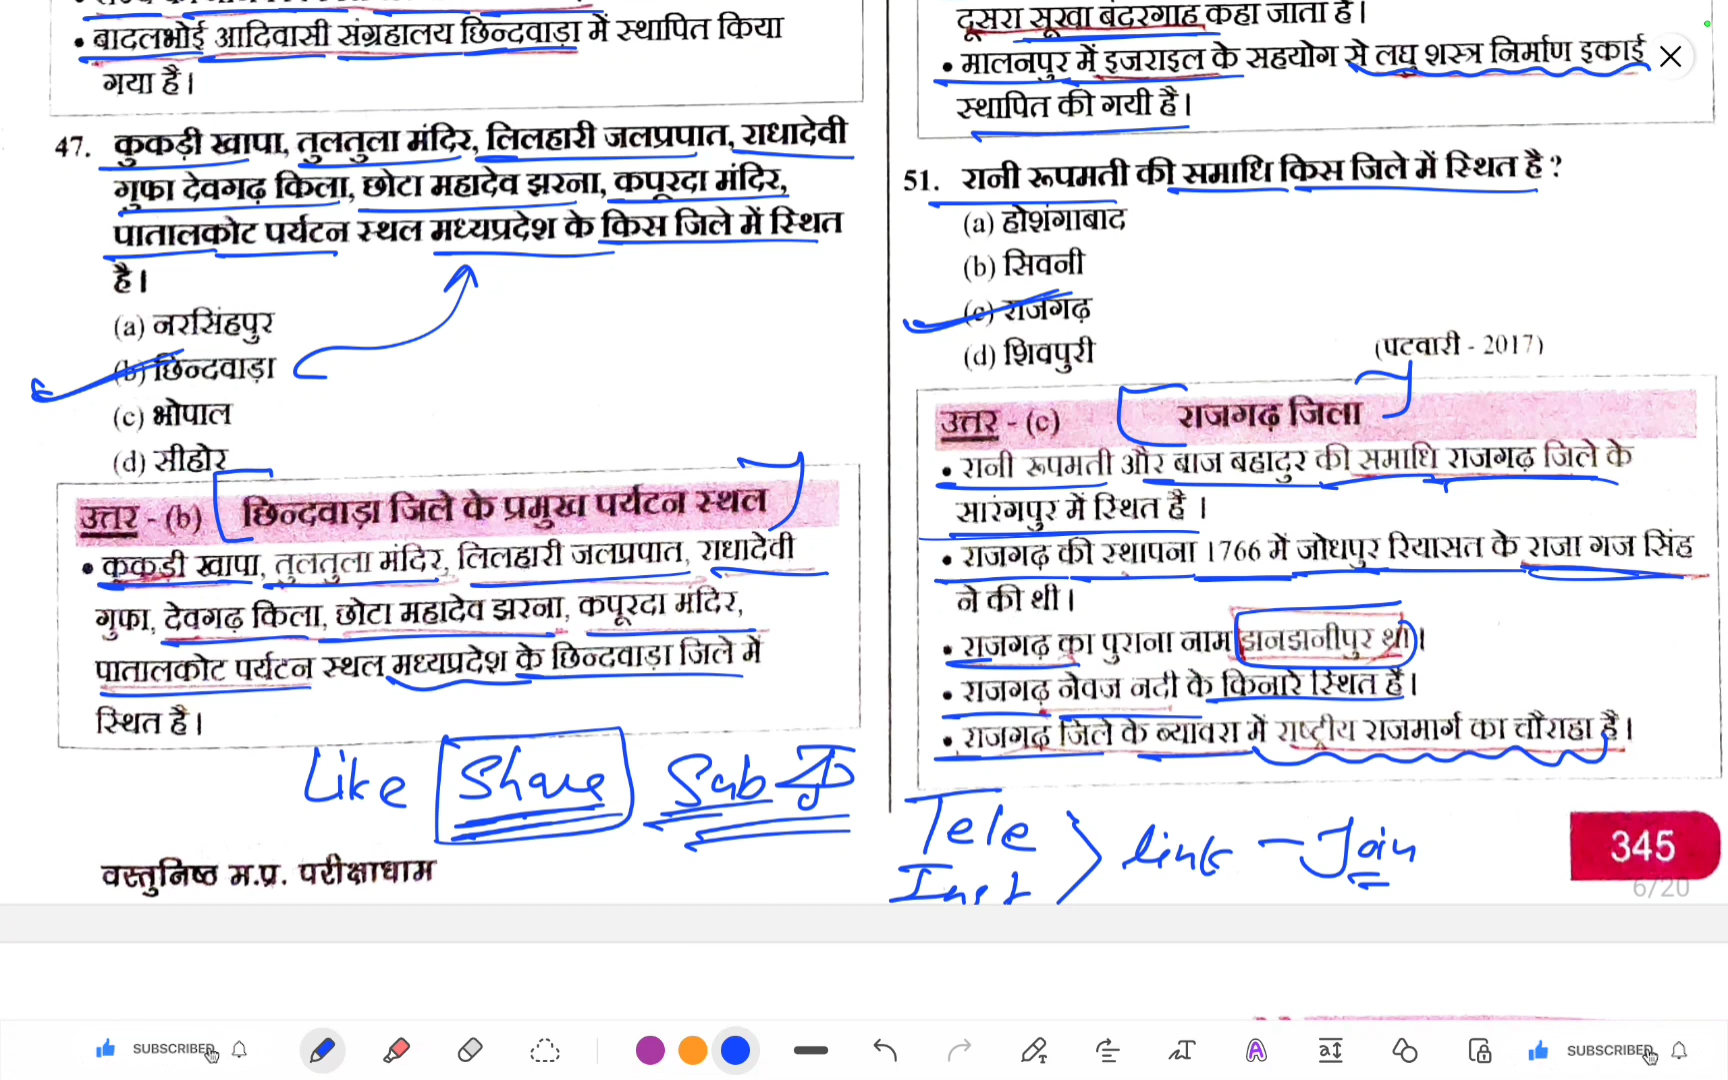 • बादलभोई आदिवासी संग्रहालय छिन्दवाड़ा में स्थापित किया
गया है।
47. कुकड़ी खापा, तुलतुला मंदिर, लिलहारी जलप्रपात, राधादेवी
गुफा देवगढ़ किला, छोटा महादेव झरना, कपूरदा मंदिर,
पातालकोट पर्यटन स्थल मध्यप्रदेश के किस जिले में स्थित
है।
(a) नरसिंहपुर
(b) छिन्दवाड़ा
(c) भोपाल
(d) सीहोर
उत्तर - (b) छिन्दवाड़ा जिले के प्रमुख पर्यटन स्थल
• कुकड़ी खापा, तुलतुला मंदिर, लिलहारी जलप्रपात, राधादेवी
गुफा, देवगढ़ किला, छोटा महादेव झरना, कपूरदा मंदिर,
पातालकोट पर्यटन स्थल मध्यप्रदेश के छिन्दवाड़ा जिले में
स्थित है।
Like Share Sub
वस्तुनिष्ठ म.प्र. परीक्षाधाम
दूसरा सूखा बंदरगाह कहा जाता है।
• मालनपुर में इजराइल के सहयोग से लघु शस्त्र निर्माण इकाई
स्थापित की गयी है।
51. रानी रूपमती की समाधि किस जिले में स्थित है ?
(a) होशंगाबाद
(b) सिवनी
(c) राजगढ़
(d) शिवपुरी (पटवारी - 2017)
उत्तर - (c) राजगढ़ जिला
• रानी रूपमती और बाज बहादुर की समाधि राजगढ़ जिले के
सारंगपुर में स्थित है ।
• राजगढ़ की स्थापना 1766 में जोधपुर रियासत के राजा गज सिंह
ने की थी।
• राजगढ़ का पुराना नाम झनझनीपुर था।
• राजगढ़ नेवज नदी के किनारे स्थित है।
• राजगढ़ जिले के ब्यावरा में राष्ट्रीय राजमार्ग का चौराहा है।
Tele
Inst
link - Join
345
6/20
SUBSCRIBED
SUBSCRIBED